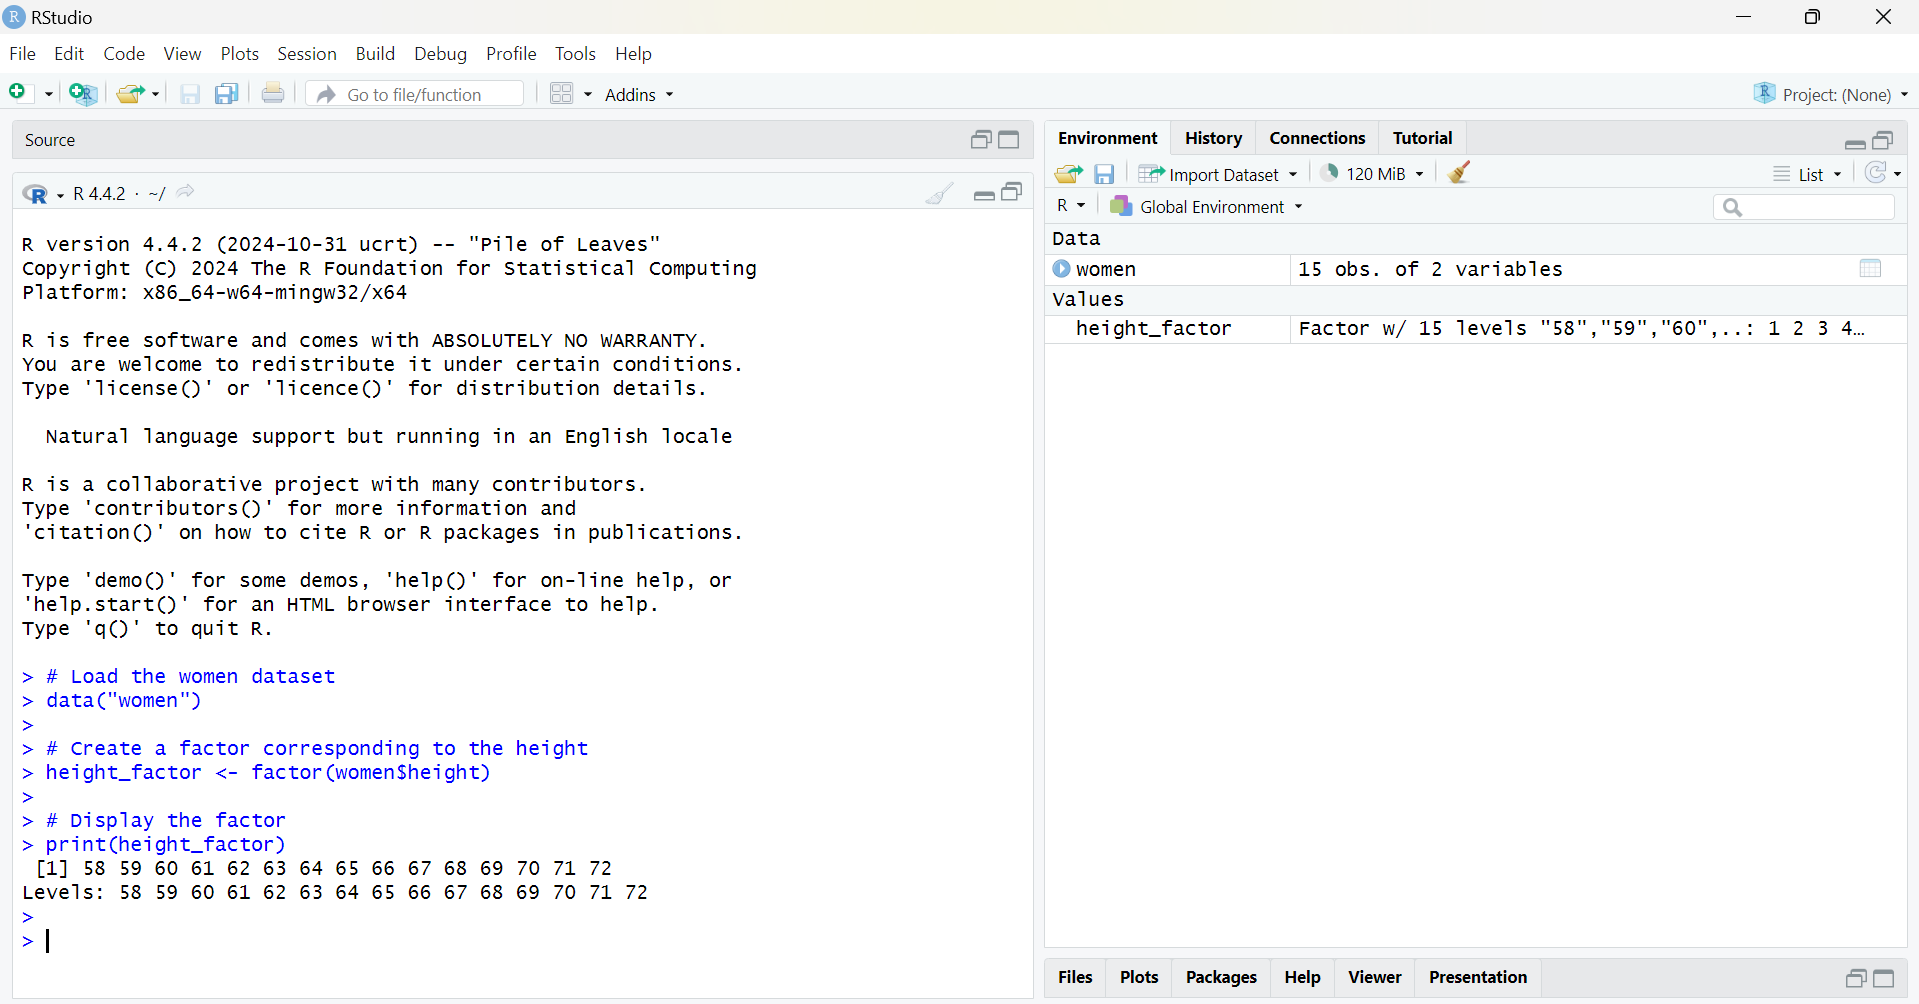 RStudio
File Edit Code View Plots Session Build Debug Profile Tools Help
Go to file/function Addins Project: (None)
Source
R 4.4.2 · ~/
R version 4.4.2 (2024-10-31 ucrt) -- "Pile of Leaves"
Copyright (C) 2024 The R Foundation for Statistical Computing
Platform: x86_64-w64-mingw32/x64
R is free software and comes with ABSOLUTELY NO WARRANTY.
You are welcome to redistribute it under certain conditions.
Type 'license()' or 'licence()' for distribution details.
Natural language support but running in an English locale
R is a collaborative project with many contributors.
Type 'contributors()' for more information and
'citation()' on how to cite R or R packages in publications.
Type 'demo()' for some demos, 'help()' for on-line help, or
'help.start()' for an HTML browser interface to help.
Type 'q()' to quit R.
> # Load the women dataset
> data("women")
>
> # Create a factor corresponding to the height
> height_factor <- factor(women$height)
>
> # Display the factor
> print(height_factor)
[1] 58 59 60 61 62 63 64 65 66 67 68 69 70 71 72
Levels: 58 59 60 61 62 63 64 65 66 67 68 69 70 71 72
>
>
Environment History Connections Tutorial
Import Dataset 120 MiB List
R Global Environment
Data
women 15 obs. of 2 variables
Values
height_factor Factor w/ 15 levels "58","59","60",..: 1 2 3 4…
Files Plots Packages Help Viewer Presentation